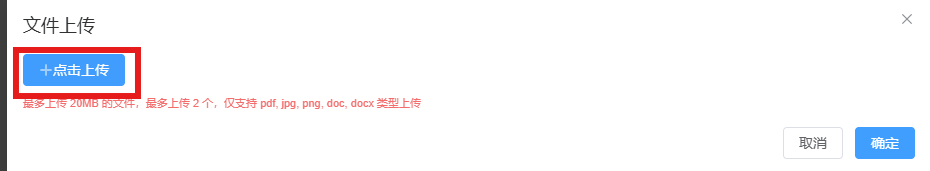 文件上传
+点击上传
最多上传 20MB 的文件，最多上传 2 个，仅支持 pdf, jpg, png, doc, docx 类型上传
取消
确定